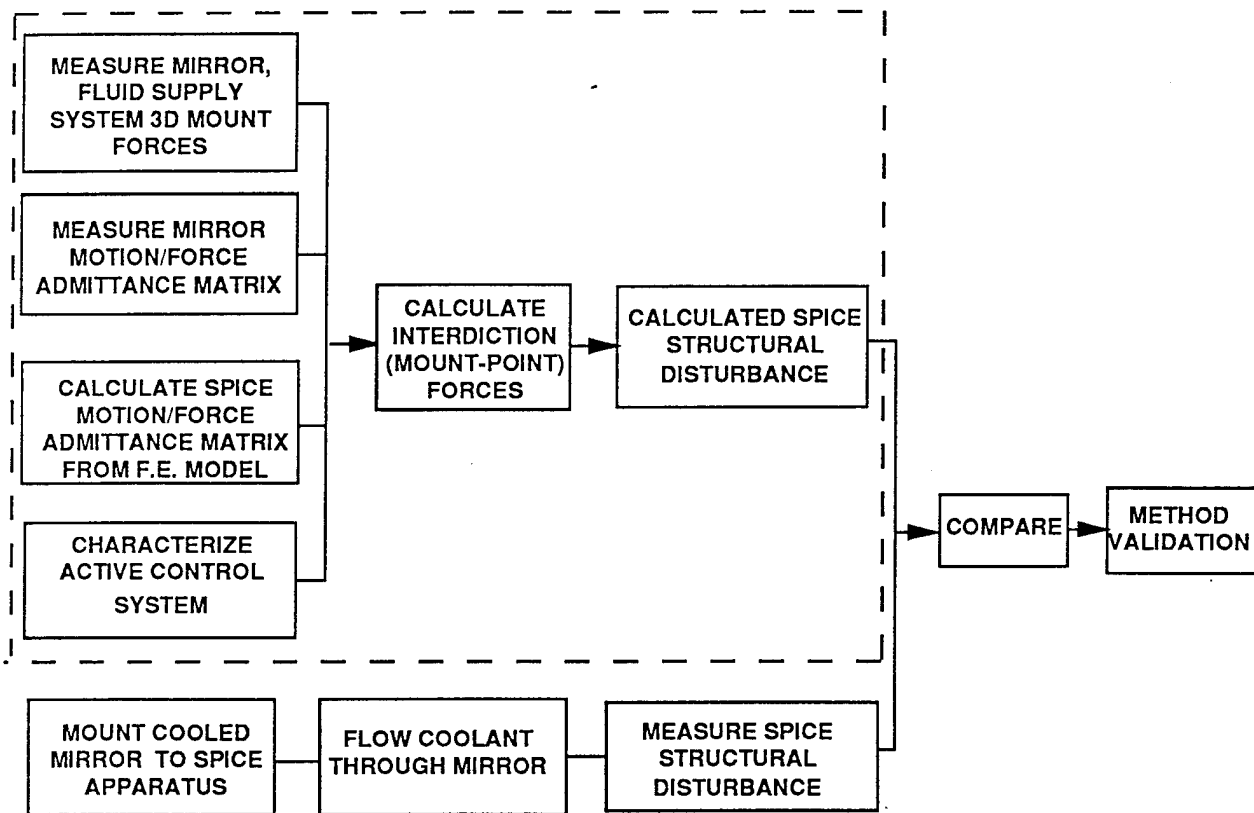 MEASURE MIRROR,
FLUID SUPPLY
SYSTEM 3D MOUNT
FORCES
MEASURE MIRROR
MOTION/FORCE
ADMITTANCE MATRIX
CALCULATE SPICE
MOTION/FORCE
ADMITTANCE MATRIX
FROM F.E. MODEL
CHARACTERIZE
ACTIVE CONTROL
SYSTEM
CALCULATE
INTERDICTION
(MOUNT-POINT)
FORCES
CALCULATED SPICE
STRUCTURAL
DISTURBANCE
MOUNT COOLED
MIRROR TO SPICE
APPARATUS
FLOW COOLANT
THROUGH MIRROR
MEASURE SPICE
STRUCTURAL
DISTURBANCE
COMPARE
METHOD
VALIDATION